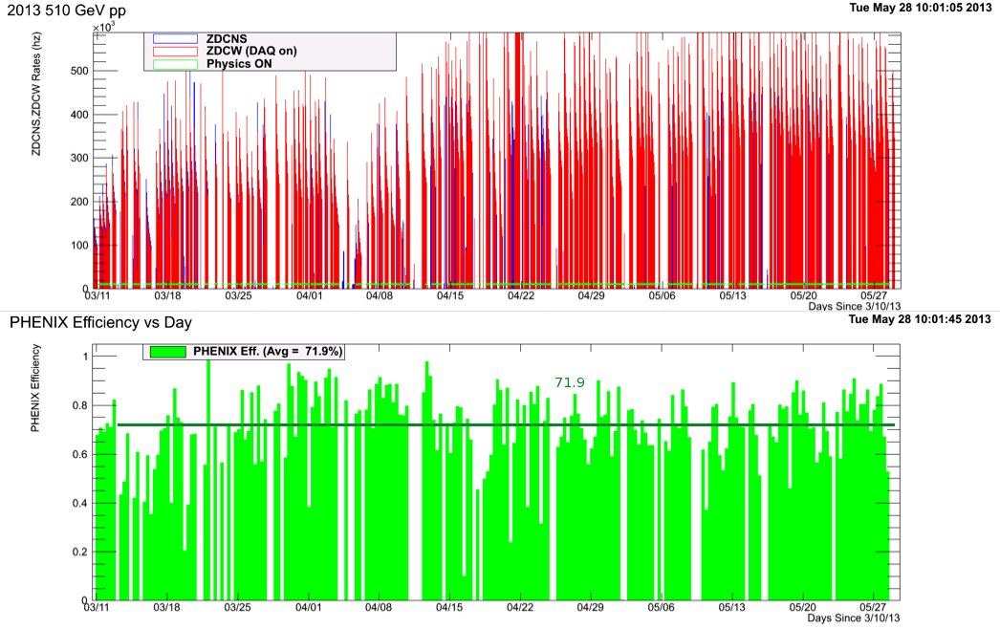 2013 510 GeV pp
Tue May 28 10:01:05 2013
×10³
ZDCNS,ZDCW Rates (hz)
ZDCNS
ZDCW (DAQ on)
Physics ON
500
400
300
200
100
0
03/11 03/18 03/25 04/01 04/08 04/15 04/22 04/29 05/06 05/13 05/20 05/27
Days Since 3/10/13
PHENIX Efficiency vs Day
Tue May 28 10:01:45 2013
PHENIX Efficiency
PHENIX Eff. (Avg = 71.9%)
71.9
1
0.8
0.6
0.4
0.2
0
03/11 03/18 03/25 04/01 04/08 04/15 04/22 04/29 05/06 05/13 05/20 05/27
Days Since 3/10/13